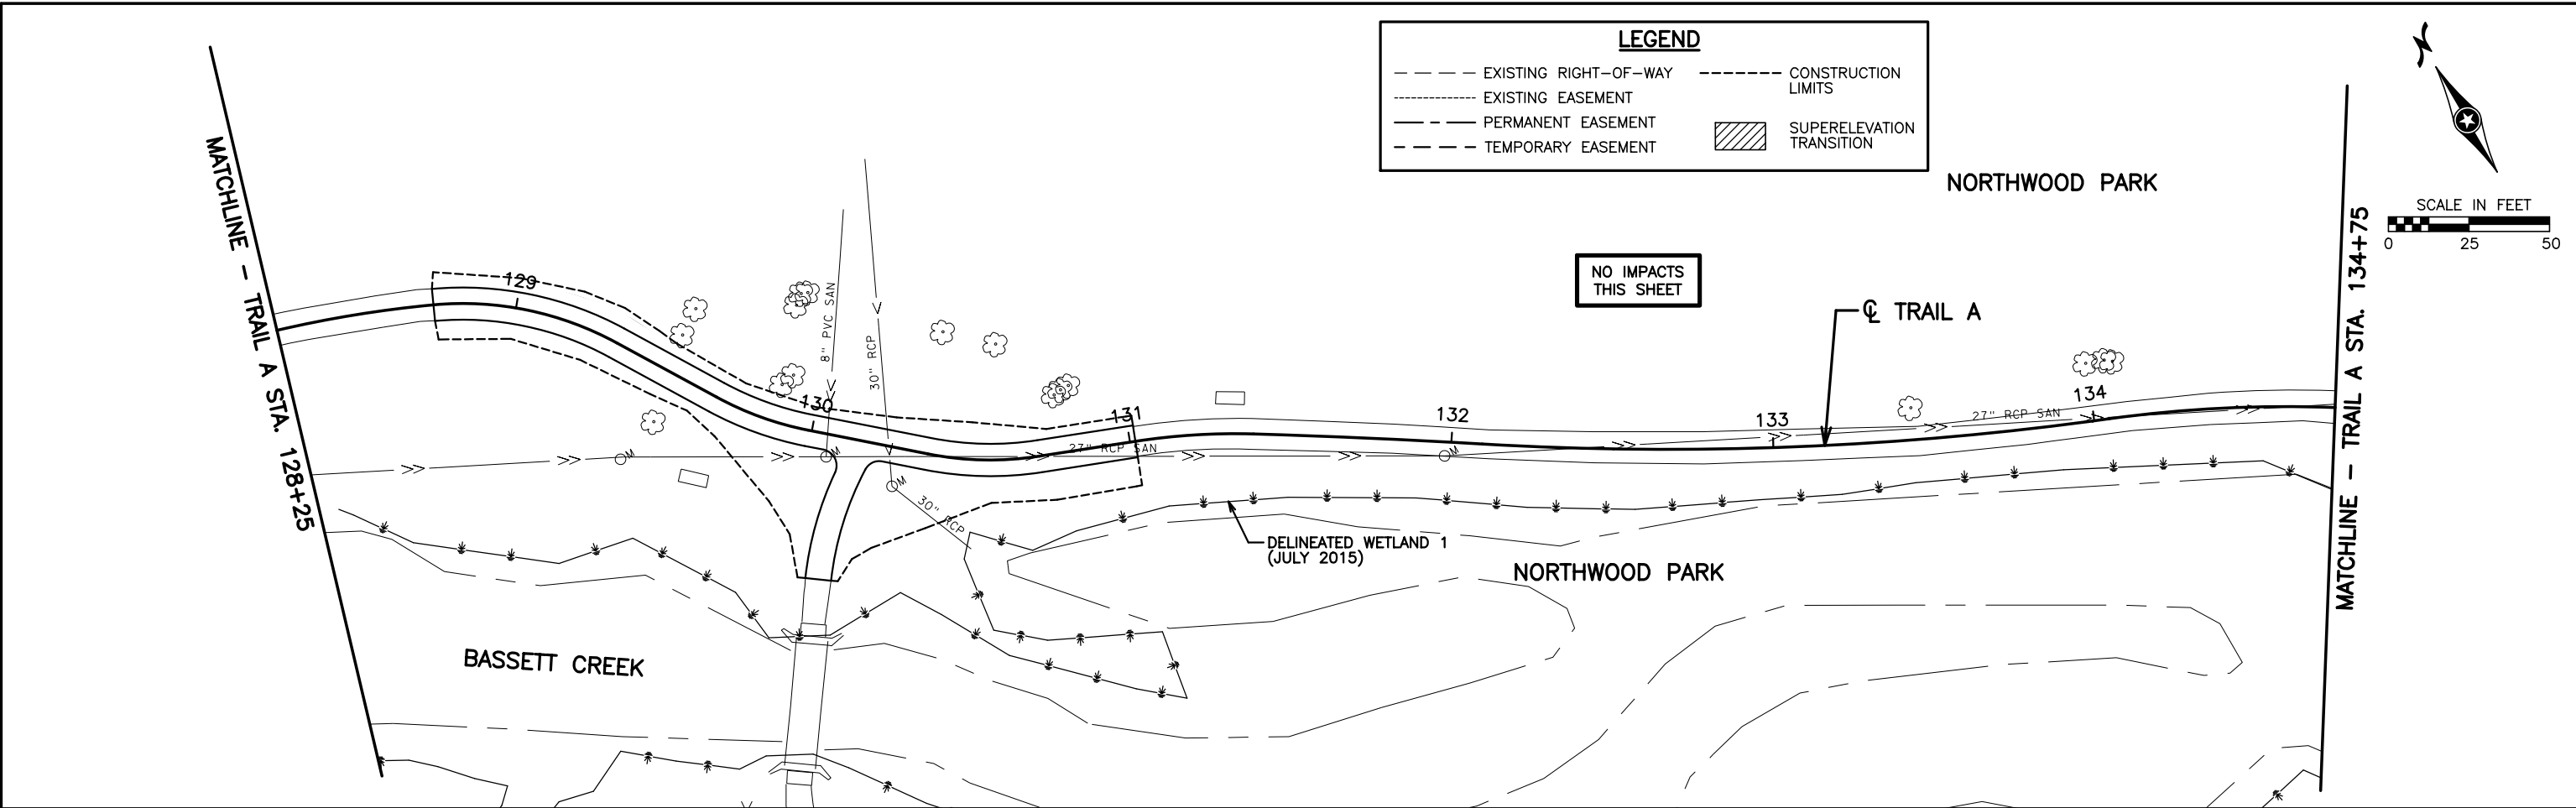 LEGEND
EXISTING RIGHT-OF-WAY
EXISTING EASEMENT
PERMANENT EASEMENT
TEMPORARY EASEMENT
CONSTRUCTION
LIMITS
SUPERELEVATION
TRANSITION
NORTHWOOD PARK
SCALE IN FEET
0 25 50
MATCHLINE - TRAIL A STA. 128+25
MATCHLINE - TRAIL A STA. 134+75
NO IMPACTS
THIS SHEET
℄ TRAIL A
129
130
131
132
133
134
8" PVC SAN
30" RCP
27" RCP SAN
27" RCP SAN
M
M
M
M
30" RCP
DELINEATED WETLAND 1
(JULY 2015)
NORTHWOOD PARK
BASSETT CREEK